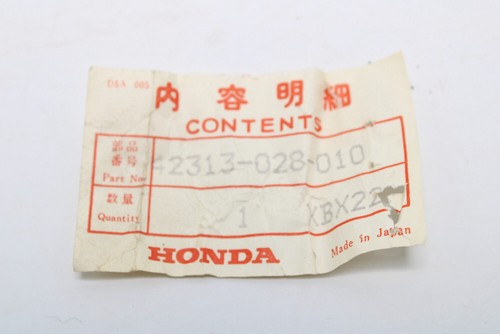 DSA 005
内容明細
CONTENTS
部品
番号 42313-028-010
Part No
数量
Quantity 1 XBX22
HONDA Made in Japan